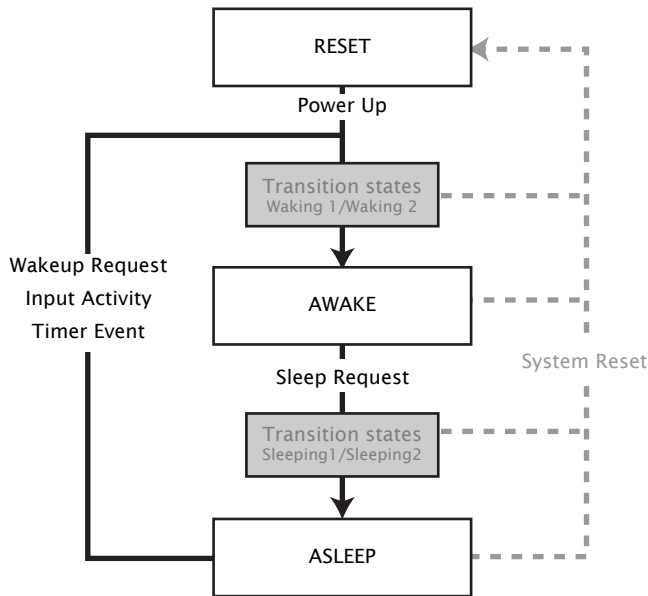 RESET
Power Up
Transition states
Waking 1/Waking 2
Wakeup Request
Input Activity
Timer Event
AWAKE
System Reset
Sleep Request
Transition states
Sleeping1/Sleeping2
ASLEEP